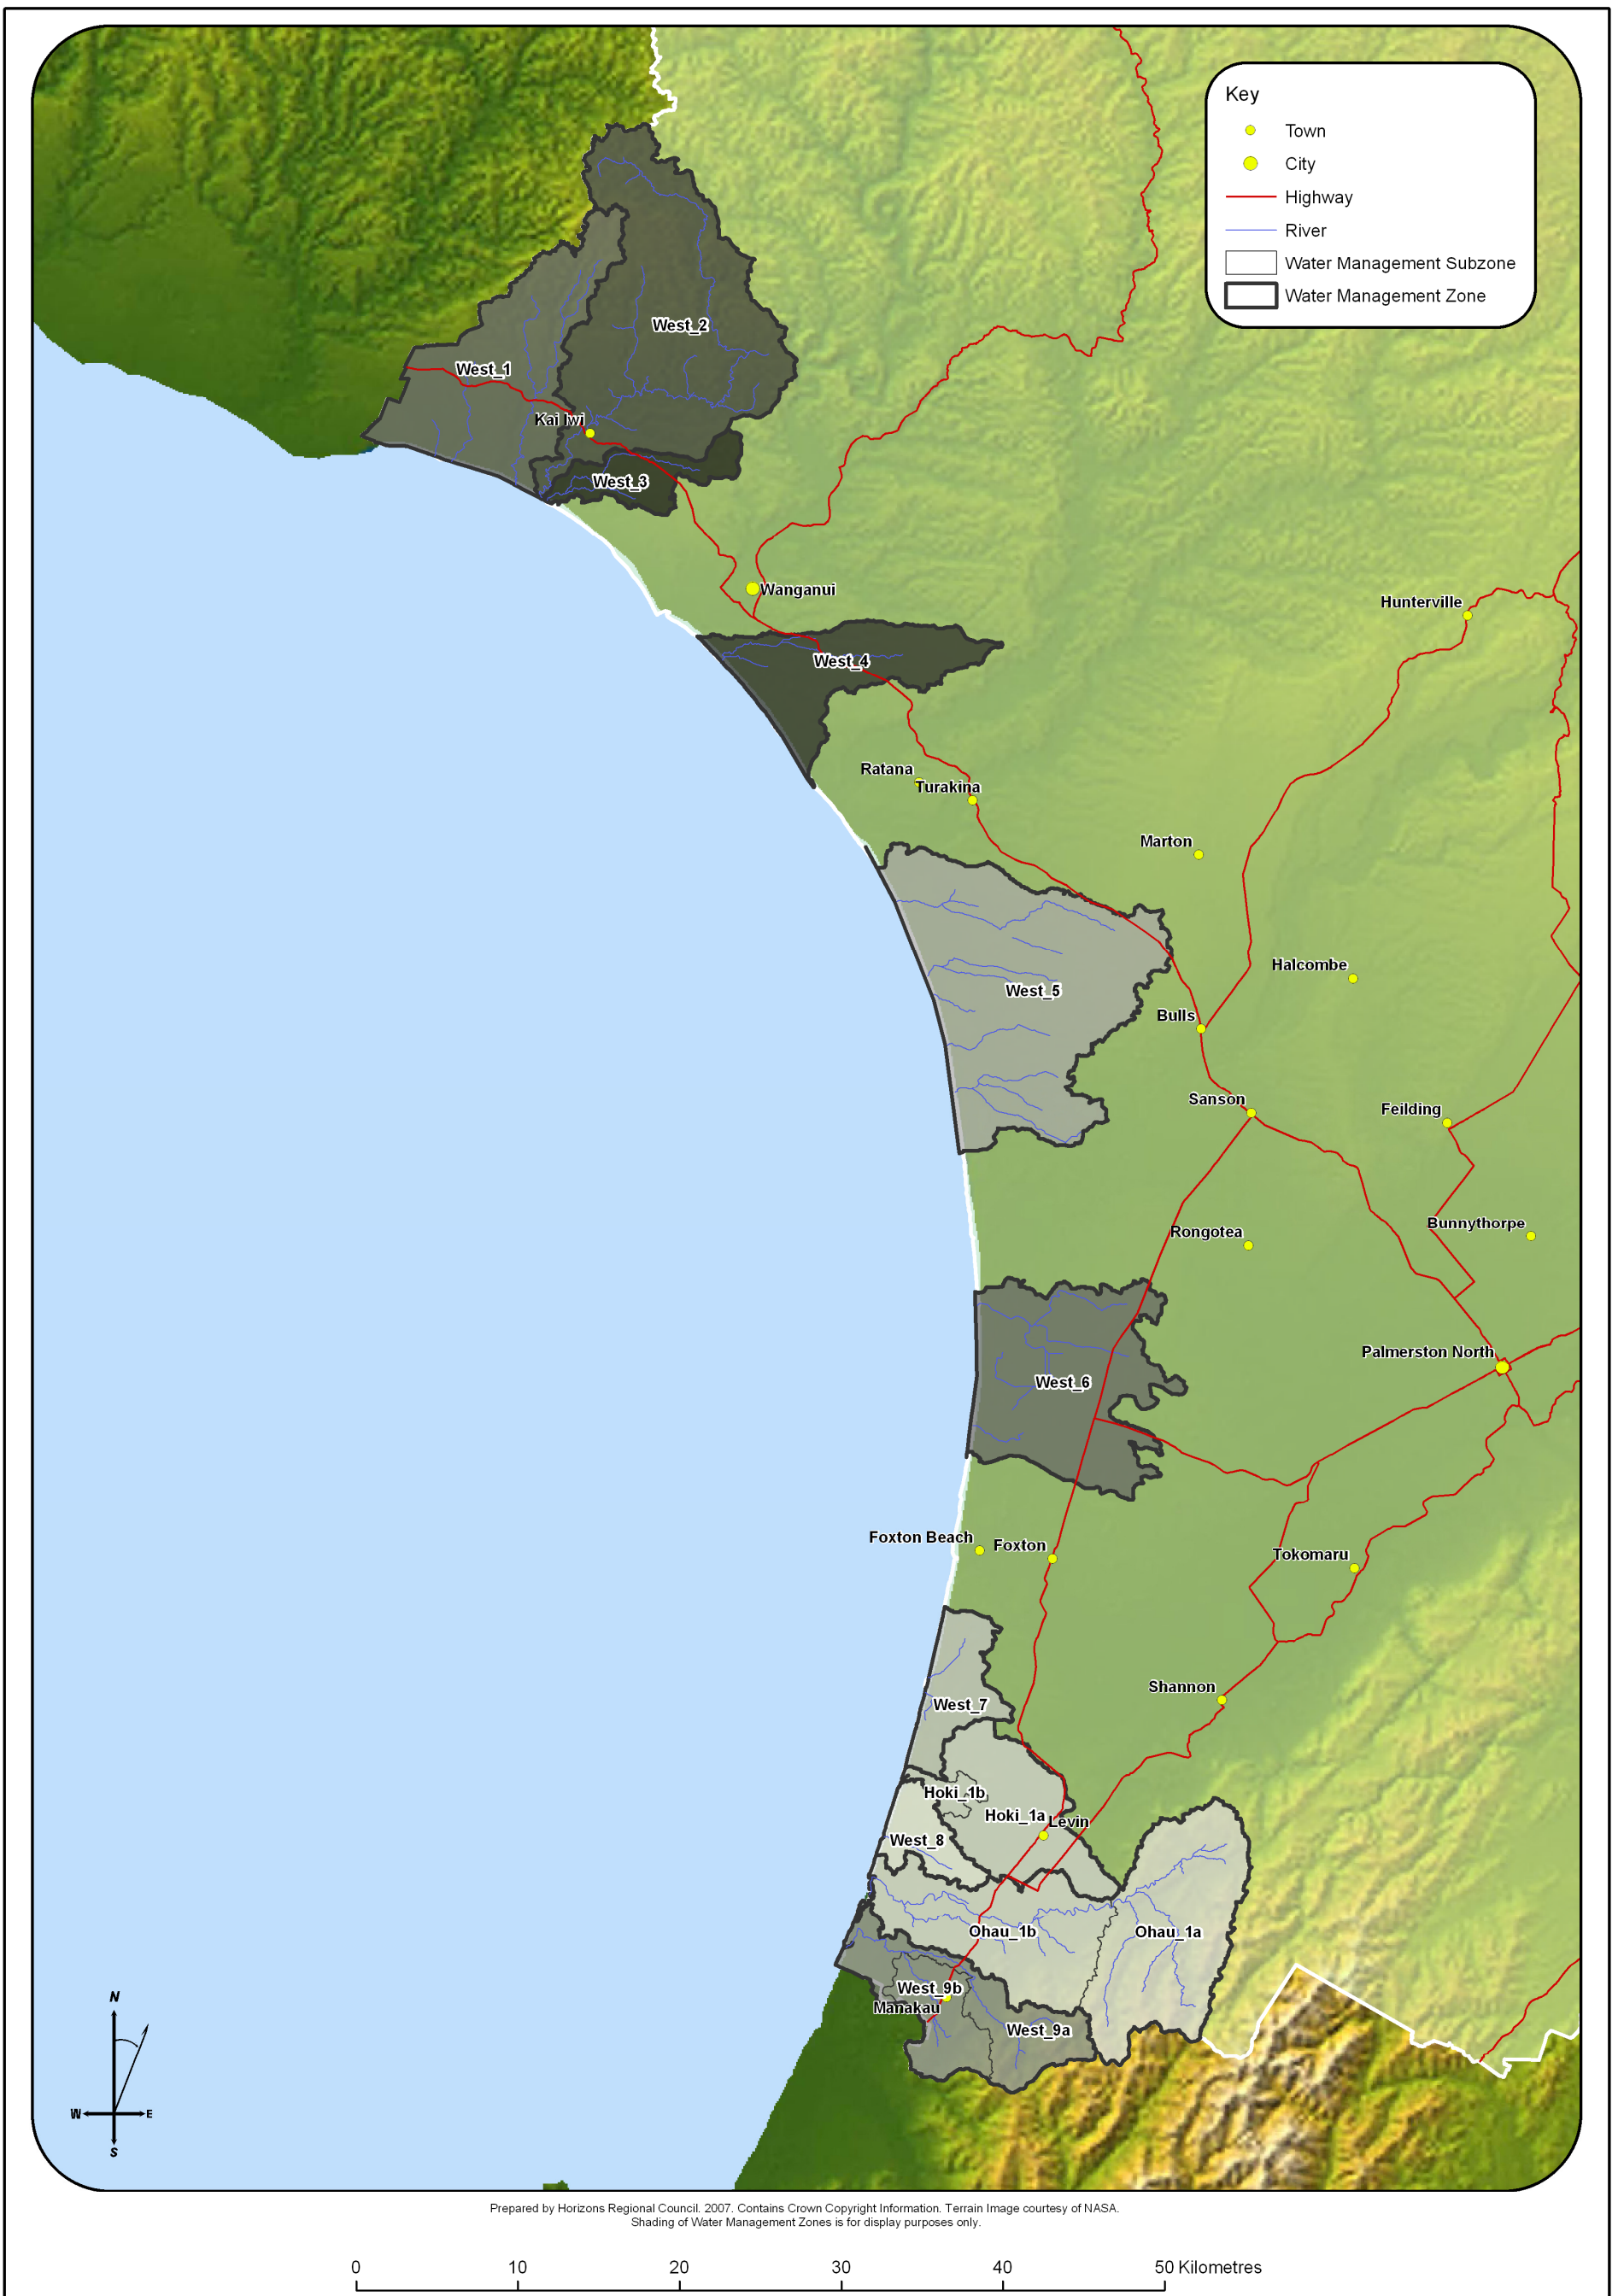 Key
Town
City
Highway
River
Water Management Subzone
Water Management Zone
West_2
West_1
Kai Iwi
West_3
Wanganui
Hunterville
West_4
Ratana
Turakina
Marton
Halcombe
West_5
Bulls
Sanson
Feilding
Bunnythorpe
Rongotea
Palmerston North
West_6
Foxton Beach
Foxton
Tokomaru
Shannon
West_7
Hoki_1b
Hoki_1a
Levin
West_8
Ohau_1b
Ohau_1a
West_9b
Manakau
West_9a
N
W E
S
Prepared by Horizons Regional Council. 2007. Contains Crown Copyright Information. Terrain Image courtesy of NASA.
Shading of Water Management Zones is for display purposes only.
0 10 20 30 40 50 Kilometres